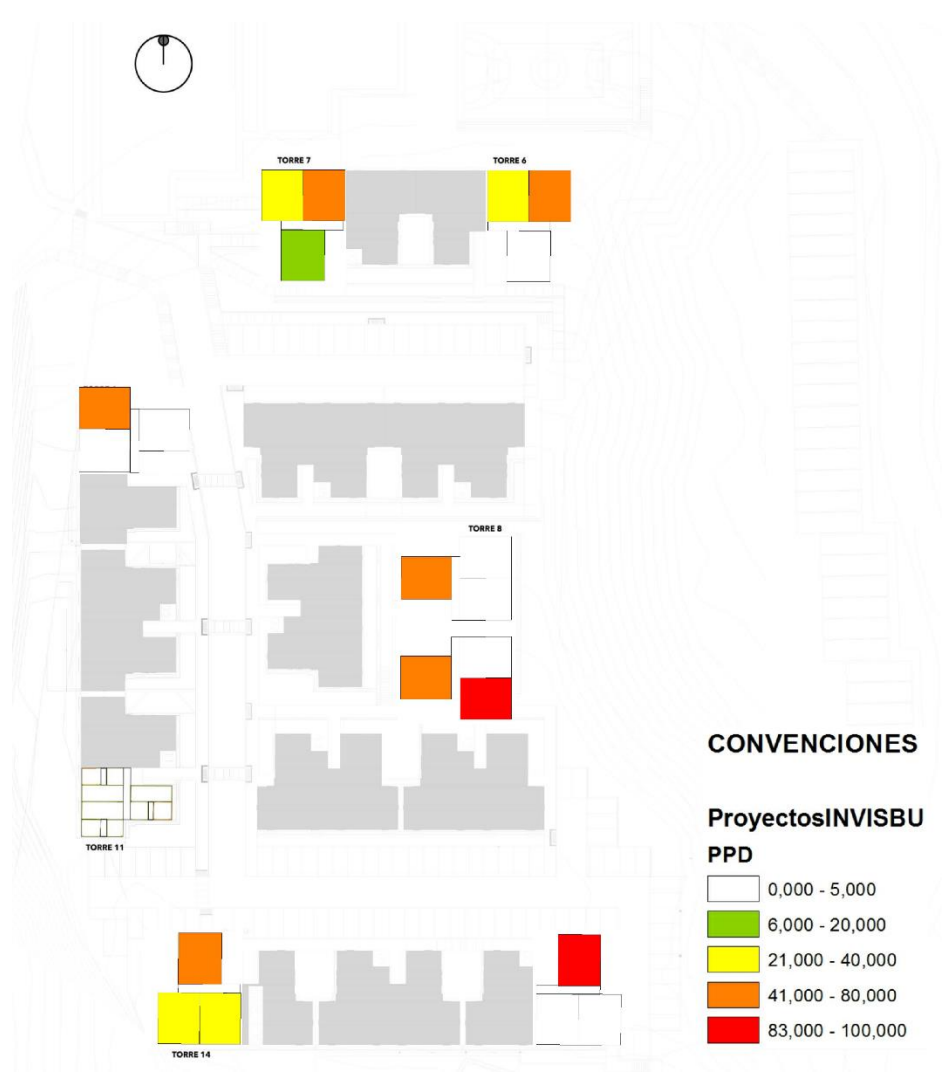 TORRE 7
TORRE 6
TORRE 8
TORRE 11
TORRE 14
CONVENCIONES
ProyectosINVISBU
PPD
0,000 - 5,000
6,000 - 20,000
21,000 - 40,000
41,000 - 80,000
83,000 - 100,000